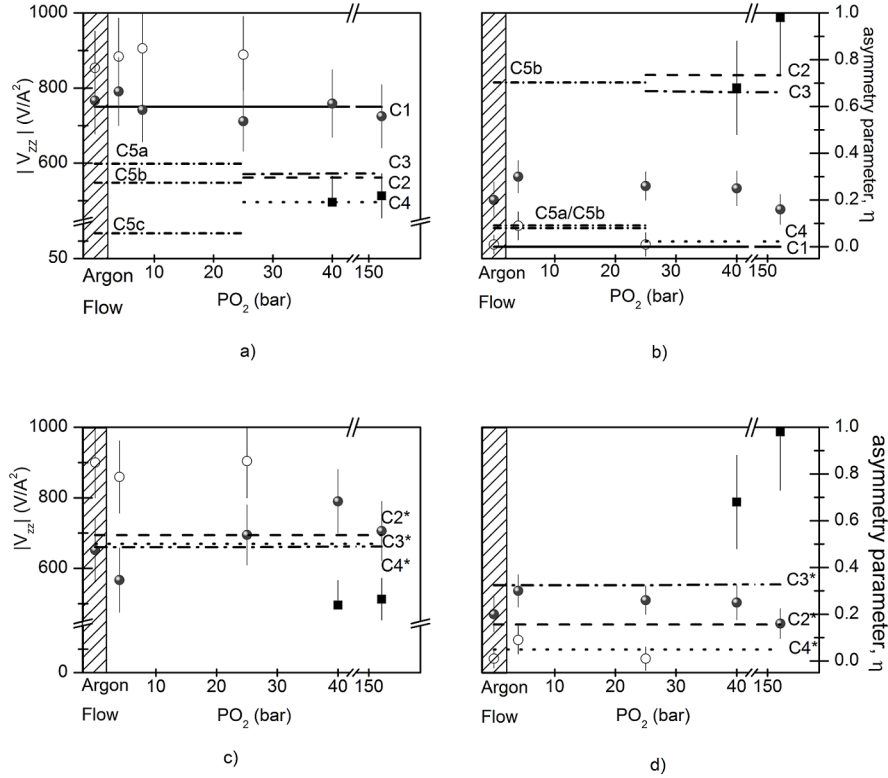 1000
800
600
50
| V_zz | (V/A²)
C1
C5a
C5b
C5c
C3
C2
C4
Argon
Flow
10
20
30
40
150
PO₂ (bar)
a)
1.0
0.8
0.6
0.4
0.2
0.0
asymmetry parameter, η
C5b
C2
C3
C5a/C5b
C4
C1
Argon
Flow
10
20
30
40
150
PO₂ (bar)
b)
1000
800
600
0
|V_zz| (V/A²)
C2*
C3*
C4*
Argon
Flow
10
20
30
40
150
PO₂ (bar)
c)
1.0
0.8
0.6
0.4
0.2
0.0
asymmetry parameter, η
C3*
C2*
C4*
Argon
Flow
10
20
30
40
150
PO₂ (bar)
d)